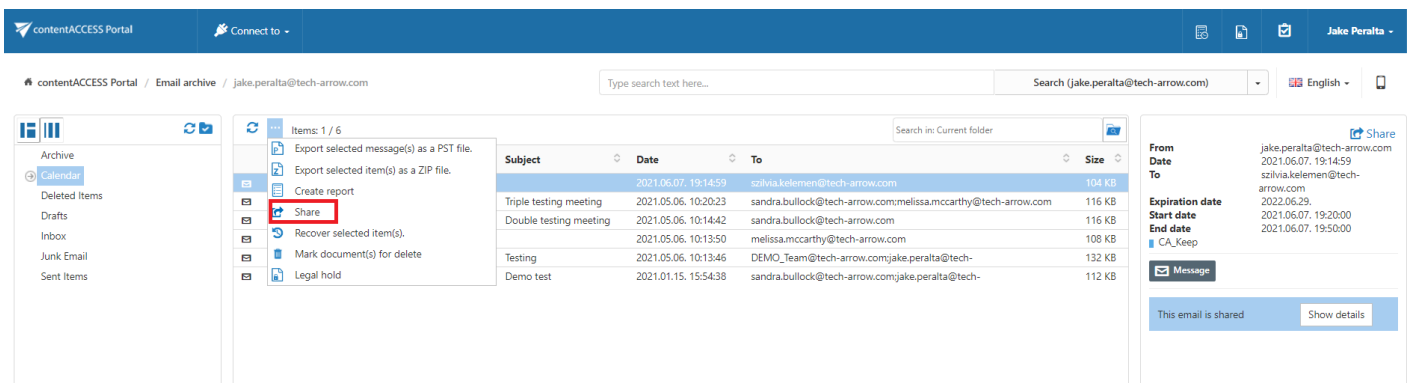 contentACCESS Portal
Connect to
Jake Peralta
contentACCESS Portal / Email archive / jake.peralta@tech-arrow.com
Type search text here...
Search (jake.peralta@tech-arrow.com)
English
Archive
Calendar
Deleted Items
Drafts
Inbox
Junk Email
Sent Items
Items: 1 / 6
Search in: Current folder
Export selected message(s) as a PST file.
Export selected item(s) as a ZIP file.
Create report
Share
Recover selected item(s).
Mark document(s) for delete
Legal hold
Subject Date To Size
2021.06.07. 19:14:59 szilvia.kelemen@tech-arrow.com 104 KB
Triple testing meeting 2021.05.06. 10:20:23 sandra.bullock@tech-arrow.com;melissa.mccarthy@tech-arrow.com 116 KB
Double testing meeting 2021.05.06. 10:14:42 sandra.bullock@tech-arrow.com 116 KB
2021.05.06. 10:13:50 melissa.mccarthy@tech-arrow.com 108 KB
Testing 2021.05.06. 10:13:46 DEMO_Team@tech-arrow.com;jake.peralta@tech- 132 KB
Demo test 2021.01.15. 15:54:38 sandra.bullock@tech-arrow.com;jake.peralta@tech- 112 KB
Share
From jake.peralta@tech-arrow.com
Date 2021.06.07. 19:14:59
To szilvia.kelemen@tech-
arrow.com
Expiration date 2022.06.29.
Start date 2021.06.07. 19:20:00
End date 2021.06.07. 19:50:00
CA_Keep
Message
This email is shared Show details